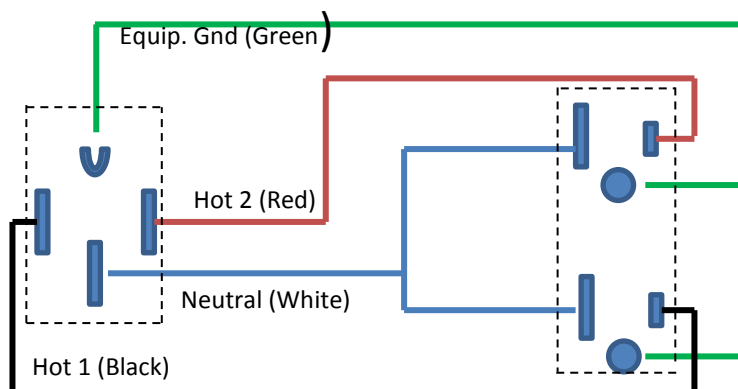 Equip. Gnd (Green)
Hot 2 (Red)
Neutral (White)
Hot 1 (Black)